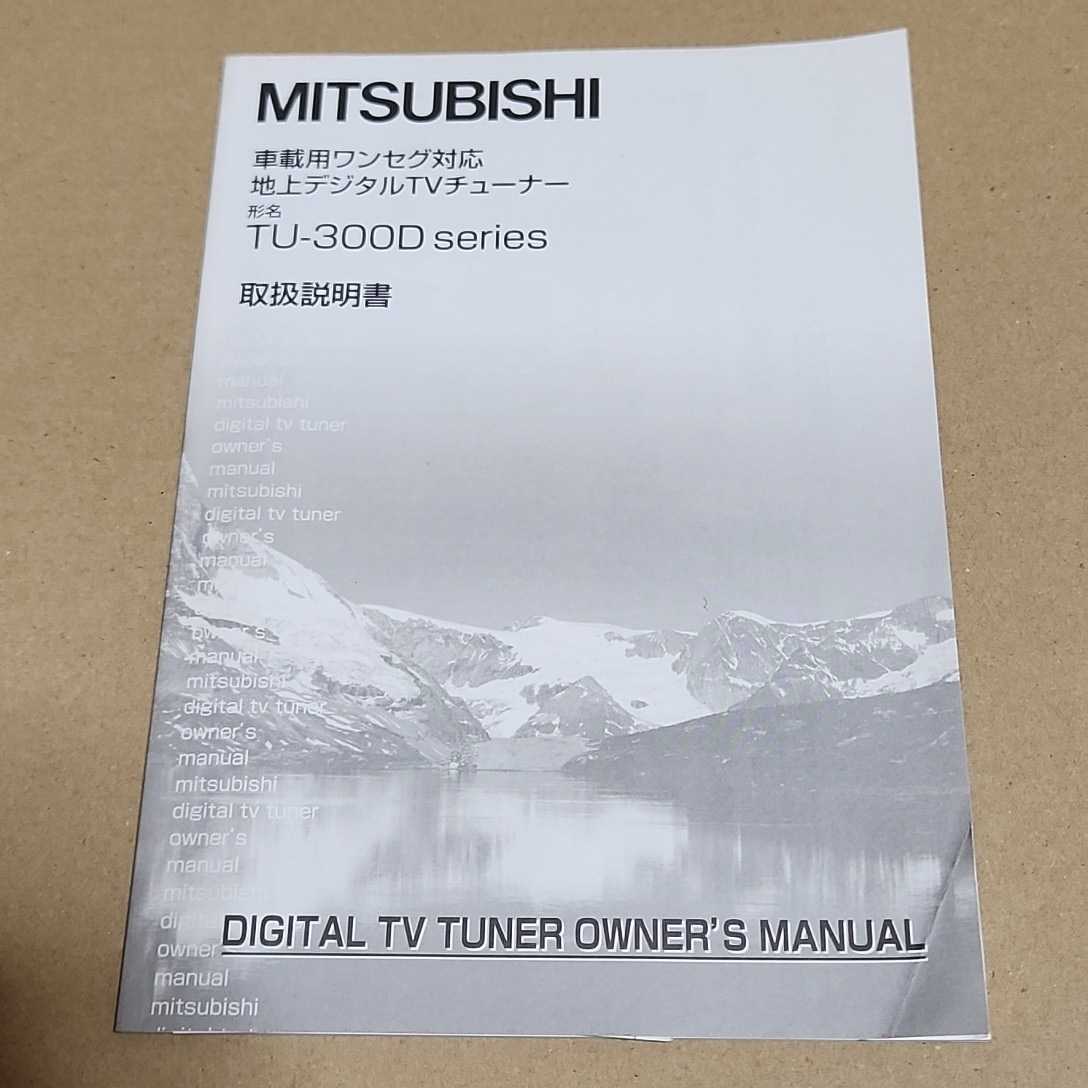 MITSUBISHI
車載用ワンセグ対応
地上デジタルTVチューナー
形名
TU-300D series
取扱説明書
manual
mitsubishi
digital tv tuner
owner's
manual
mitsubishi
digital tv tuner
owner's
manual
owner's
manual
mitsubishi
digital tv tuner
owner's
manual
mitsubishi
digital tv tuner
owner's
manual
mitsubishi
DIGITAL TV TUNER OWNER'S MANUAL
owner
manual
mitsubishi